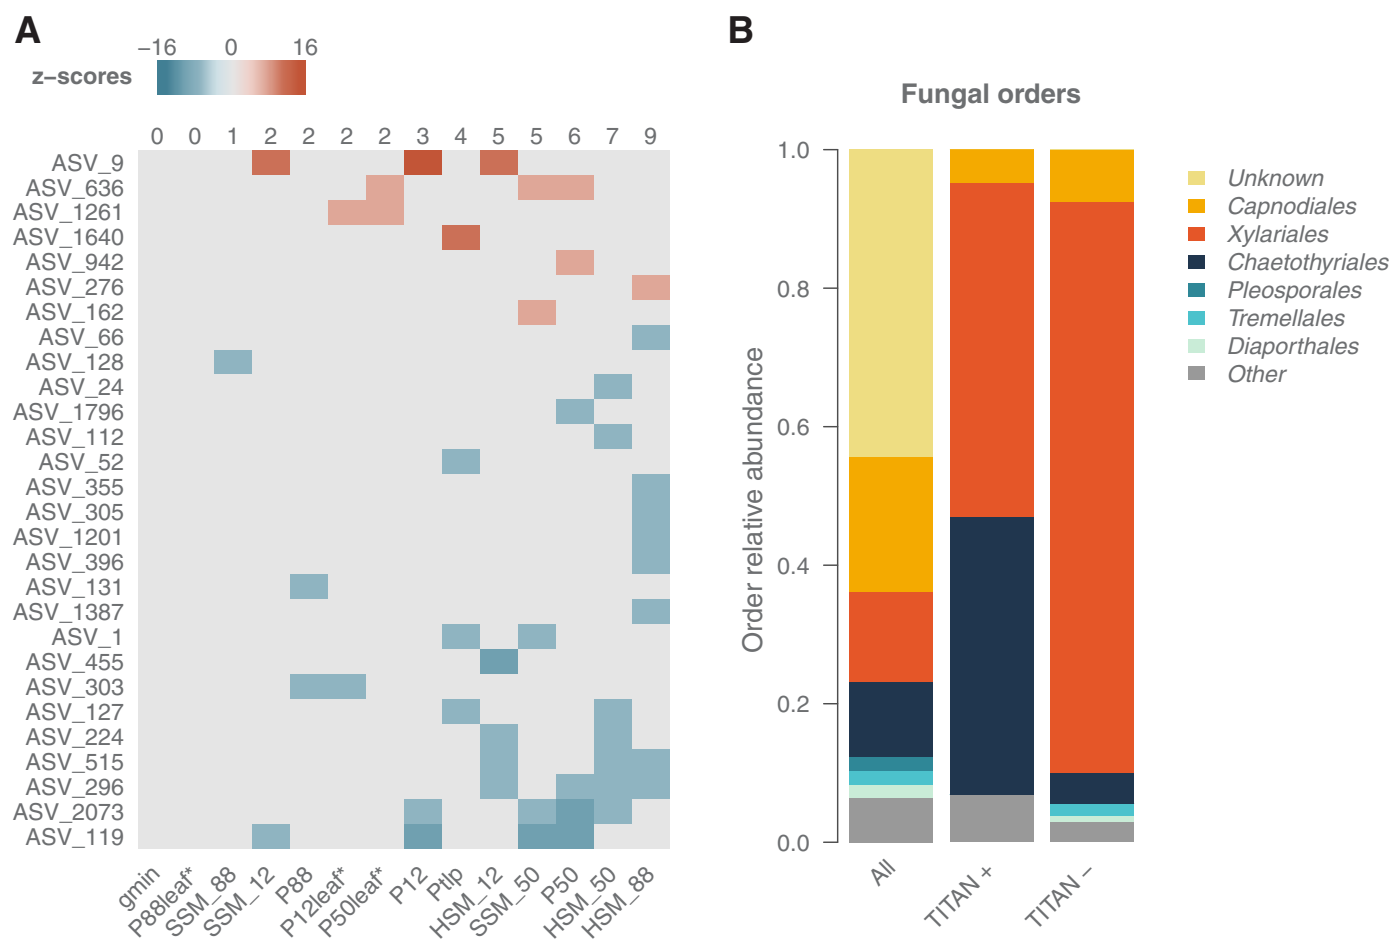 A
−16 0 16
z−scores
0 0 1 2 2 2 2 3 4 5 5 6 7 9
ASV_9
ASV_636
ASV_1261
ASV_1640
ASV_942
ASV_276
ASV_162
ASV_66
ASV_128
ASV_24
ASV_1796
ASV_112
ASV_52
ASV_355
ASV_305
ASV_1201
ASV_396
ASV_131
ASV_1387
ASV_1
ASV_455
ASV_303
ASV_127
ASV_224
ASV_515
ASV_296
ASV_2073
ASV_119
gmin
P88leaf*
SSM_88
SSM_12
P88
P12leaf*
P50leaf*
P12
Ptlp
HSM_12
SSM_50
P50
HSM_50
HSM_88
B
Fungal orders
Order relative abundance
1.0
0.8
0.6
0.4
0.2
0.0
All
TITAN +
TITAN −
Unknown
Capnodiales
Xylariales
Chaetothyriales
Pleosporales
Tremellales
Diaporthales
Other